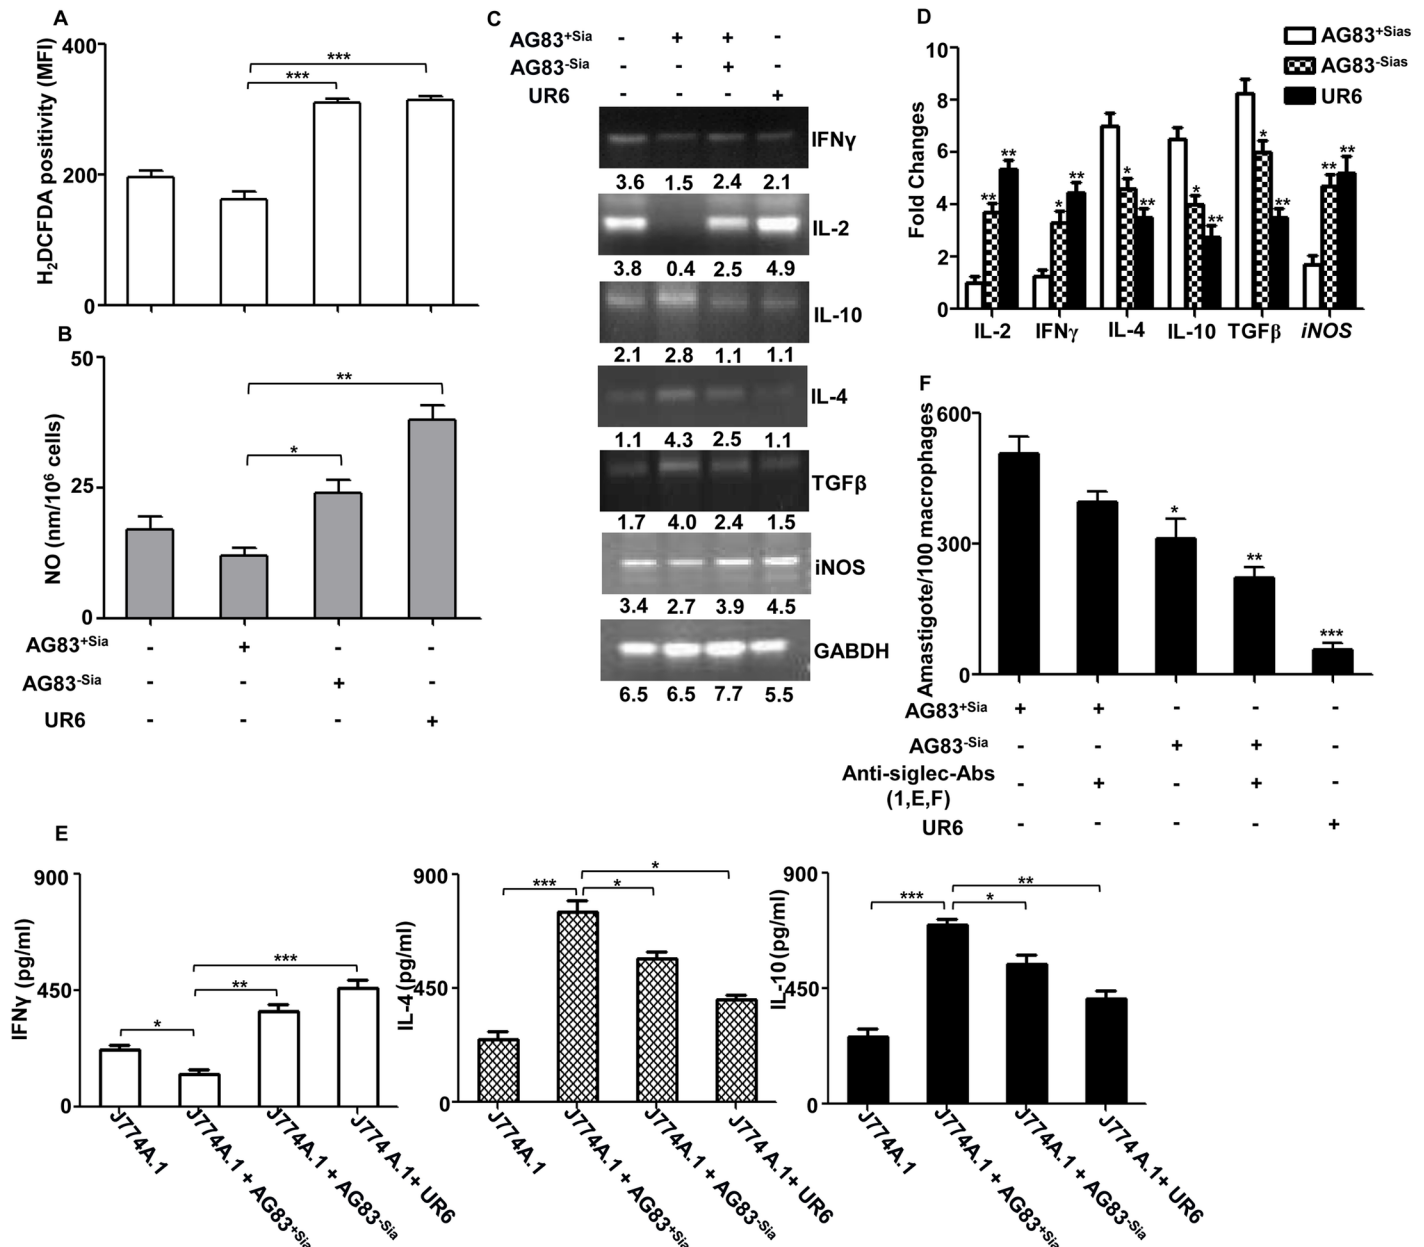 A
H₂DCFDA positivity (MFI)
400
200
0
***
***
B
NO (nm/10⁶ cells)
50
25
0
**
*
AG83⁺ˢⁱᵃ - + - -
AG83⁻ˢⁱᵃ - - + -
UR6 - - - +
C
AG83⁺ˢⁱᵃ - + + -
AG83⁻ˢⁱᵃ - - + -
UR6 - - - +
IFNγ
3.6 1.5 2.4 2.1
IL-2
3.8 0.4 2.5 4.9
IL-10
2.1 2.8 1.1 1.1
IL-4
1.1 4.3 2.5 1.1
TGFβ
1.7 4.0 2.4 1.5
iNOS
3.4 2.7 3.9 4.5
GABDH
6.5 6.5 7.7 5.5
D
AG83⁺ˢⁱᵃˢ
AG83⁻ˢⁱᵃˢ
UR6
Fold Changes
10
8
6
4
2
0
** ** * ** * ** * ** * ** ** **
IL-2 IFNγ IL-4 IL-10 TGFβ iNOS
F
Amastigote/100 macrophages
600
300
0
* ** ***
AG83⁺ˢⁱᵃ + + - - -
AG83⁻ˢⁱᵃ - - + + -
Anti-siglec-Abs
(1,E,F) - + - + -
UR6 - - - - +
E
IFNγ (pg/ml)
900
450
0
***
**
*
J774A.1
J774A.1 + AG83⁺ˢⁱᵃ
J774A.1 + AG83⁻ˢⁱᵃ
J774 A.1+ UR6
IL-4 (pg/ml)
900
450
0
*
*** *
J774A.1
J774A.1 + AG83⁺ˢⁱᵃ
J774A.1 + AG83⁻ˢⁱᵃ
J774 A.1+ UR6
IL-10 (pg/ml)
900
450
0
**
*** *
J774A.1
J774A.1 + AG83⁺ˢⁱᵃ
J774A.1 + AG83⁻ˢⁱᵃ
J774 A.1+ UR6